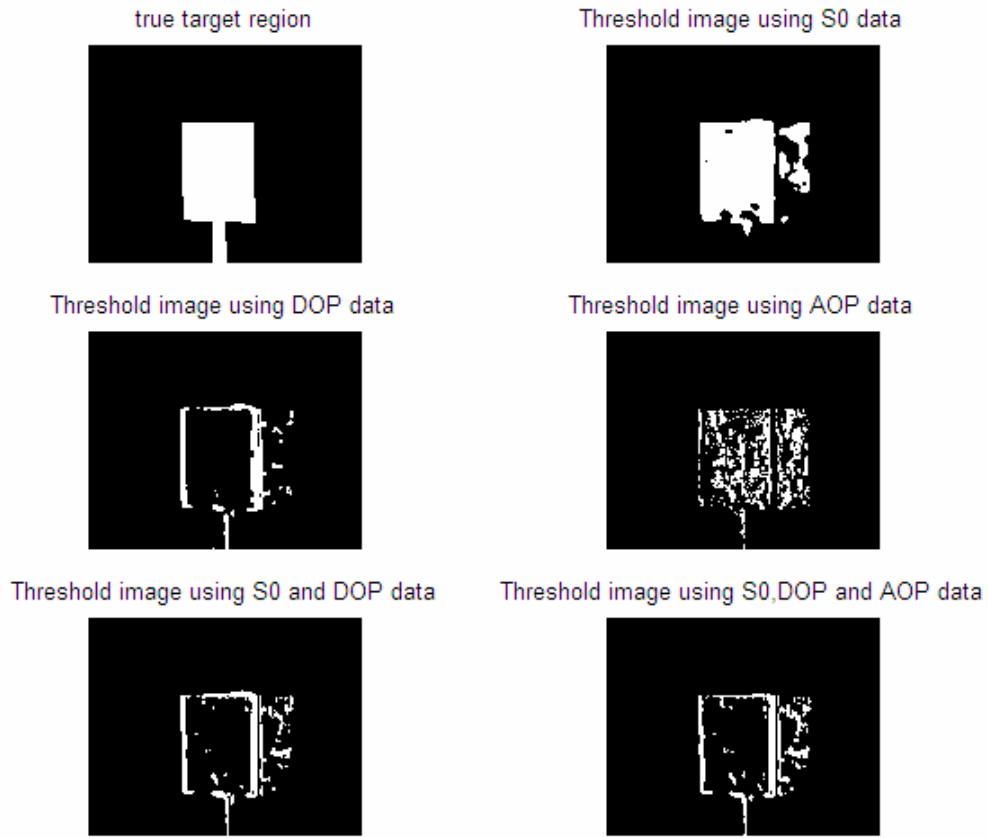 true target region
Threshold image using S0 data
Threshold image using DOP data
Threshold image using AOP data
Threshold image using S0 and DOP data
Threshold image using S0,DOP and AOP data